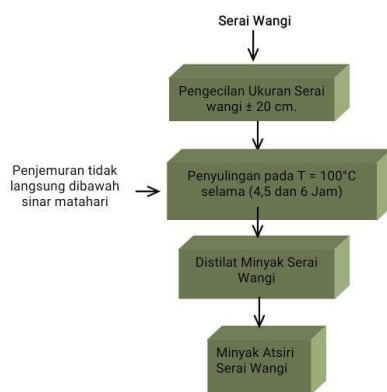 Serai Wangi
Pengecilan Ukuran Serai
wangi ± 20 cm.
Penjemuran tidak
langsung dibawah
sinar matahari
Penyulingan pada T = 100°C
selama (4,5 dan 6 Jam)
Distilat Minyak Serai
Wangi
Minyak Atsiri
Serai Wangi